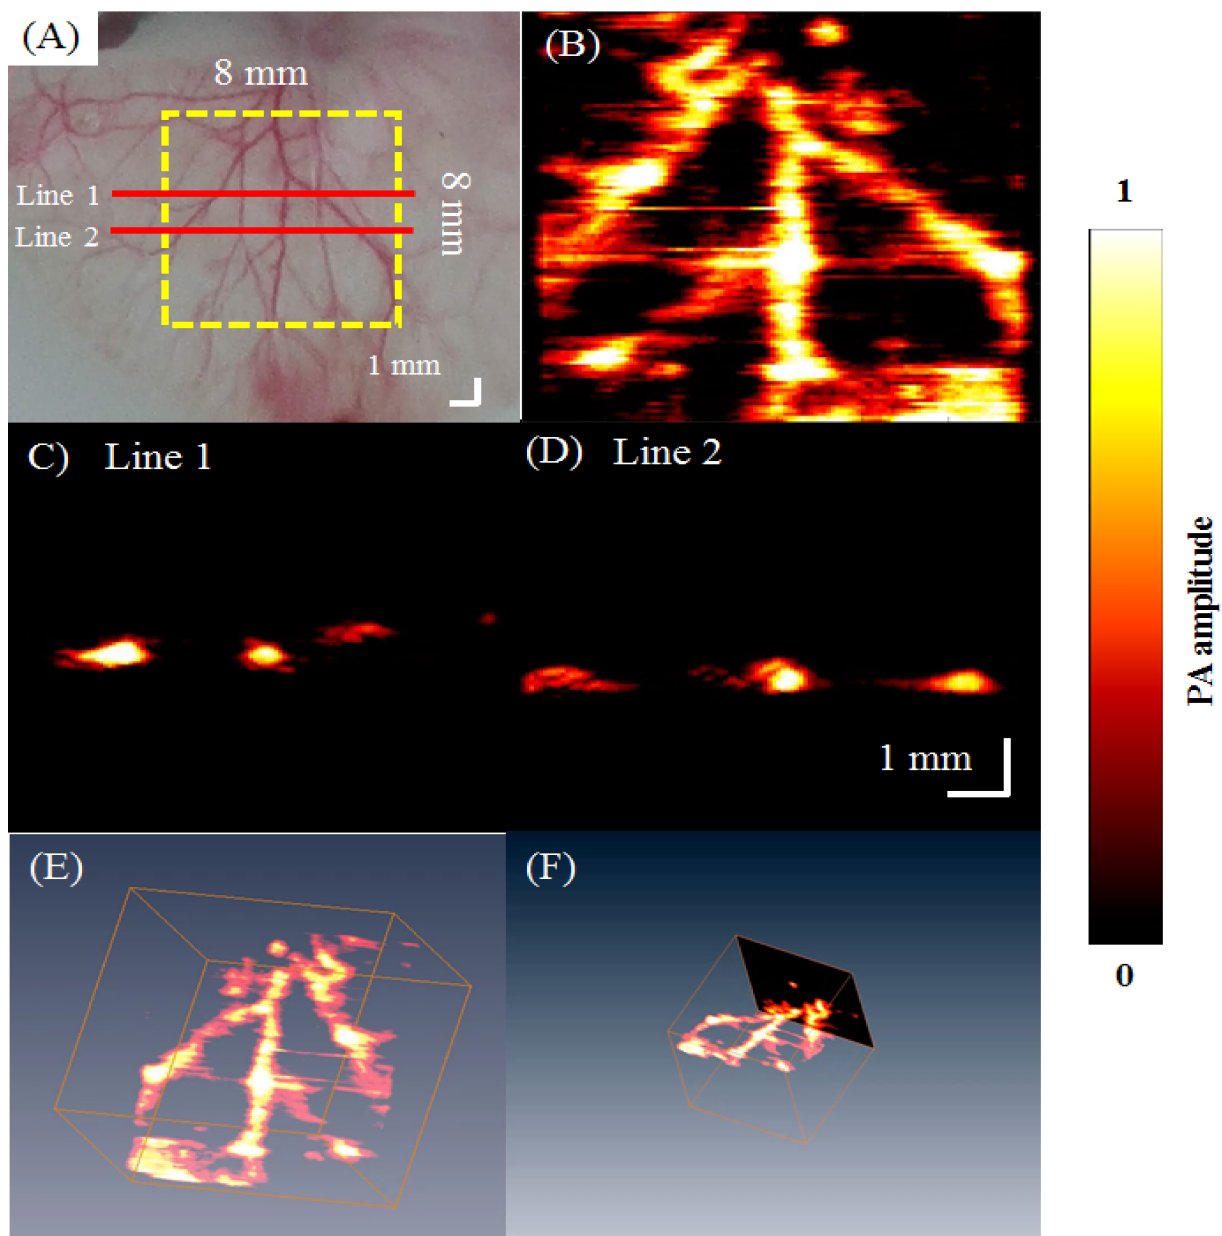 (A)
8 mm
8 mm
Line 1
Line 2
1 mm
(B)
C) Line 1
(D) Line 2
1 mm
(E)
(F)
1
PA amplitude
0